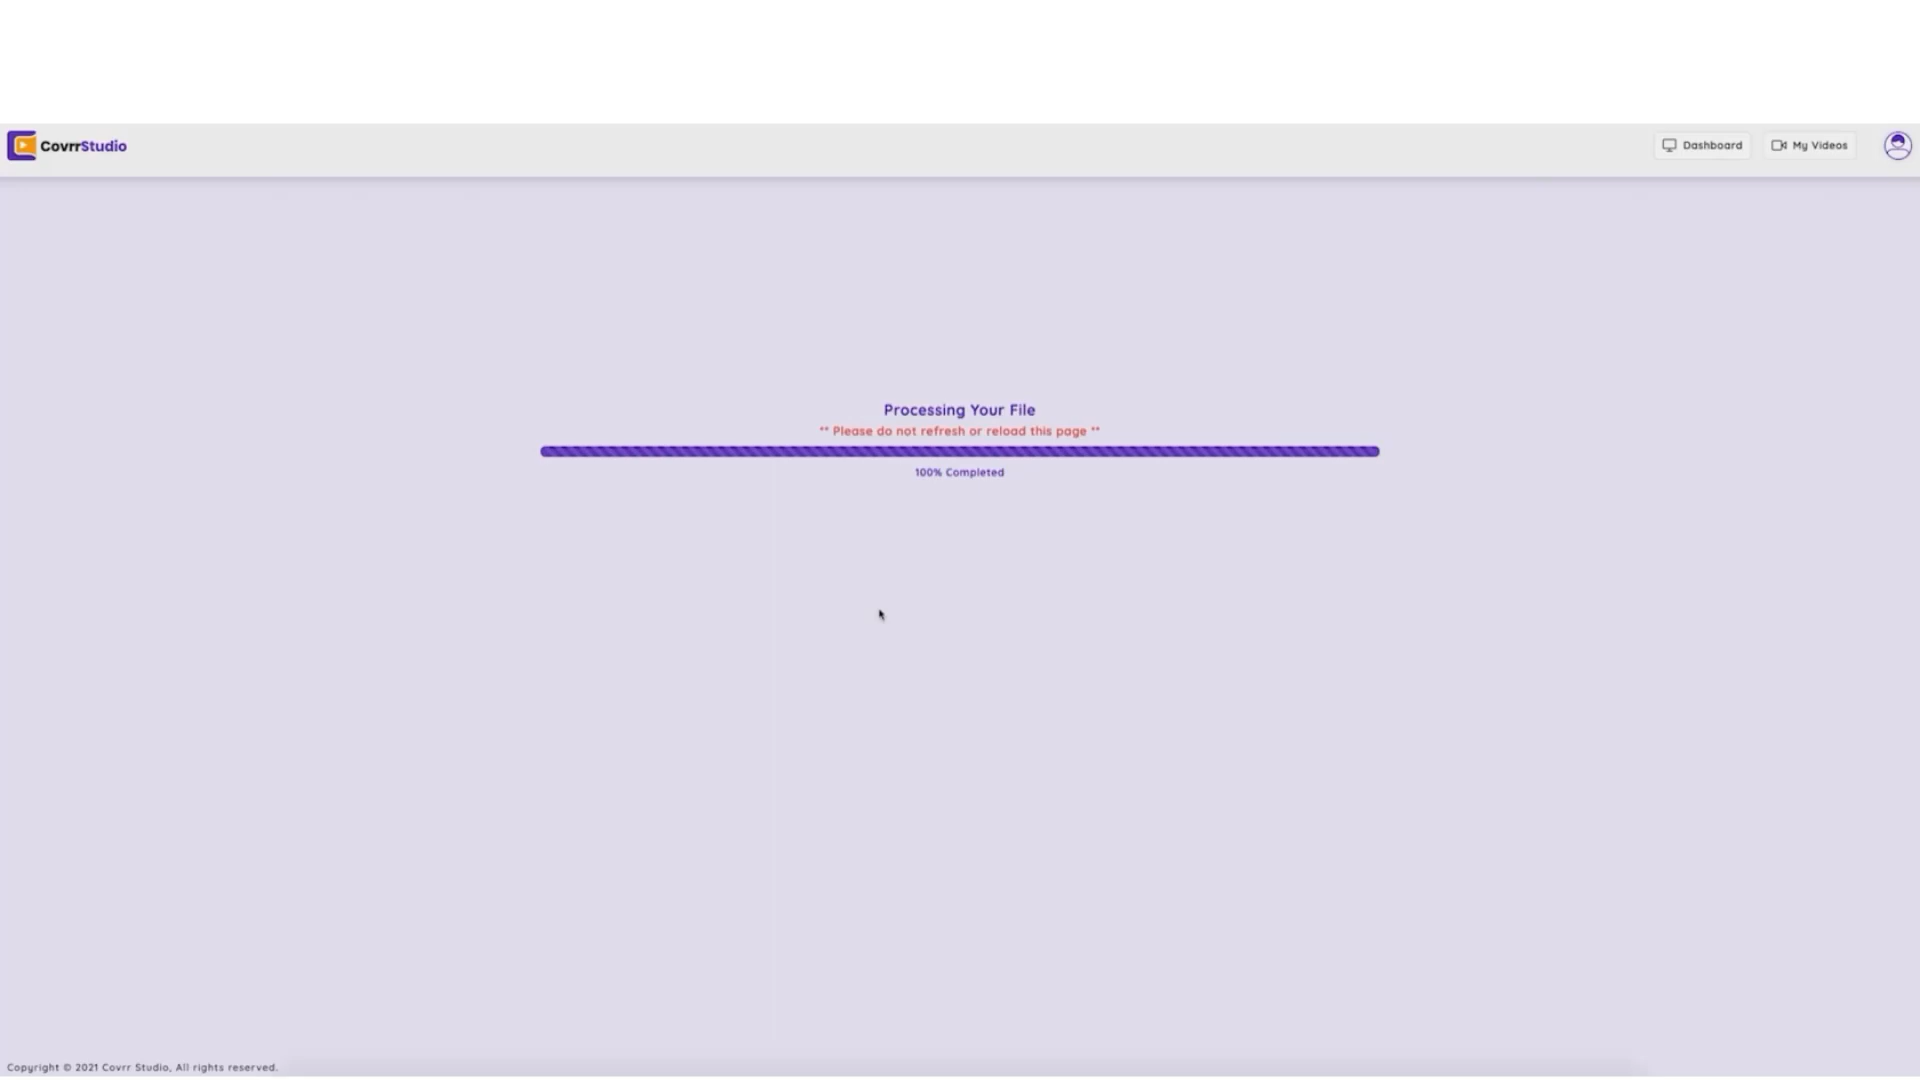 CovrrStudio
Dashboard
My Videos
Processing Your File
** Please do not refresh or reload this page **
100% Completed
Copyright © 2021 Covrr Studio, All rights reserved.